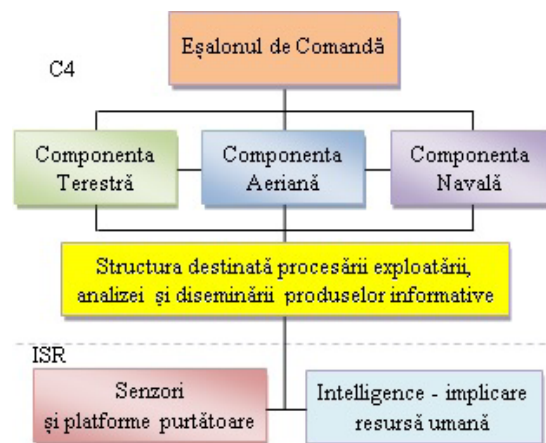 Eşalonul de Comandă
C4
Componenta
Terestră
Componenta
Aeriană
Componenta
Navală
Structura destinată procesării exploatării,
analizei şi diseminării produselor informative
ISR
Senzori
şi platforme purtătoare
Intelligence - implicare
resursă umană